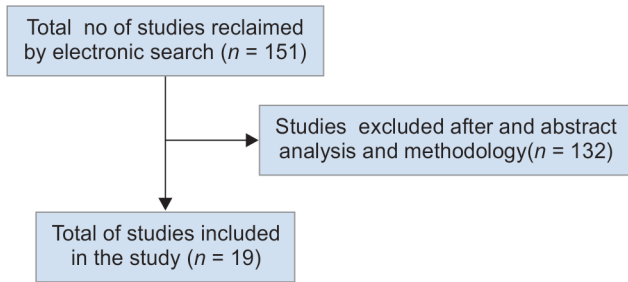 Total no of studies reclaimed
by electronic search (n = 151)
Studies excluded after and abstract
analysis and methodology(n = 132)
Total of studies included
in the study (n = 19)